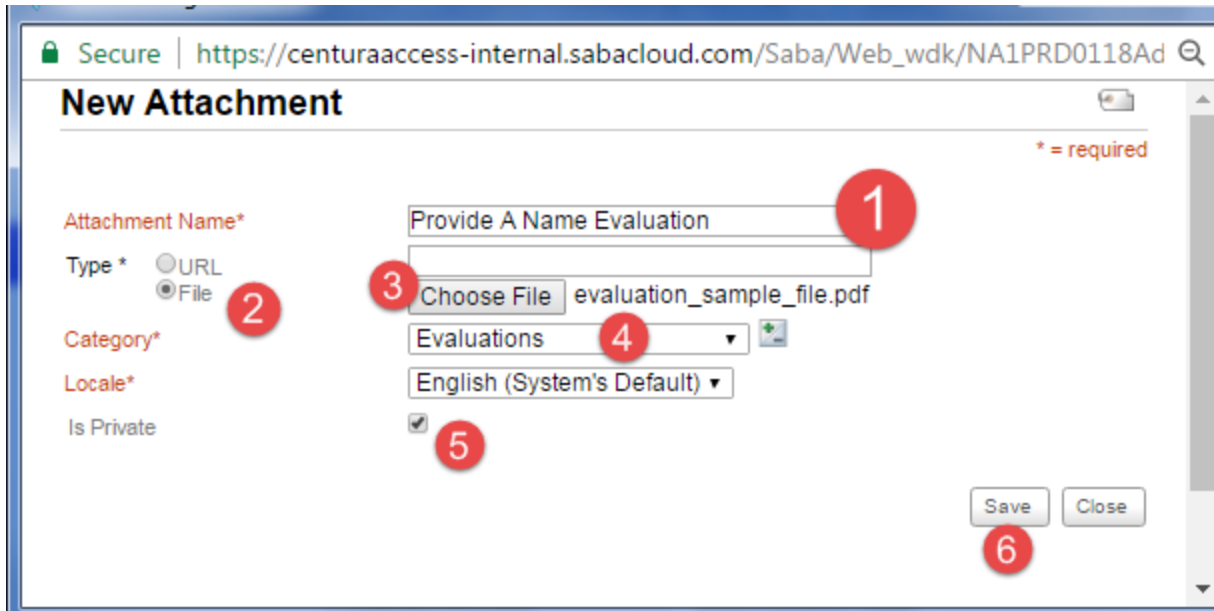 Secure | https://centuraaccess-internal.sabacloud.com/Saba/Web_wdk/NA1PRD0118Ad
New Attachment
* = required
Attachment Name* Provide A Name Evaluation 1
Type * URL
File 2 3 Choose File evaluation_sample_file.pdf
Category* Evaluations 4
Locale* English (System's Default)
Is Private 5
Save Close
6